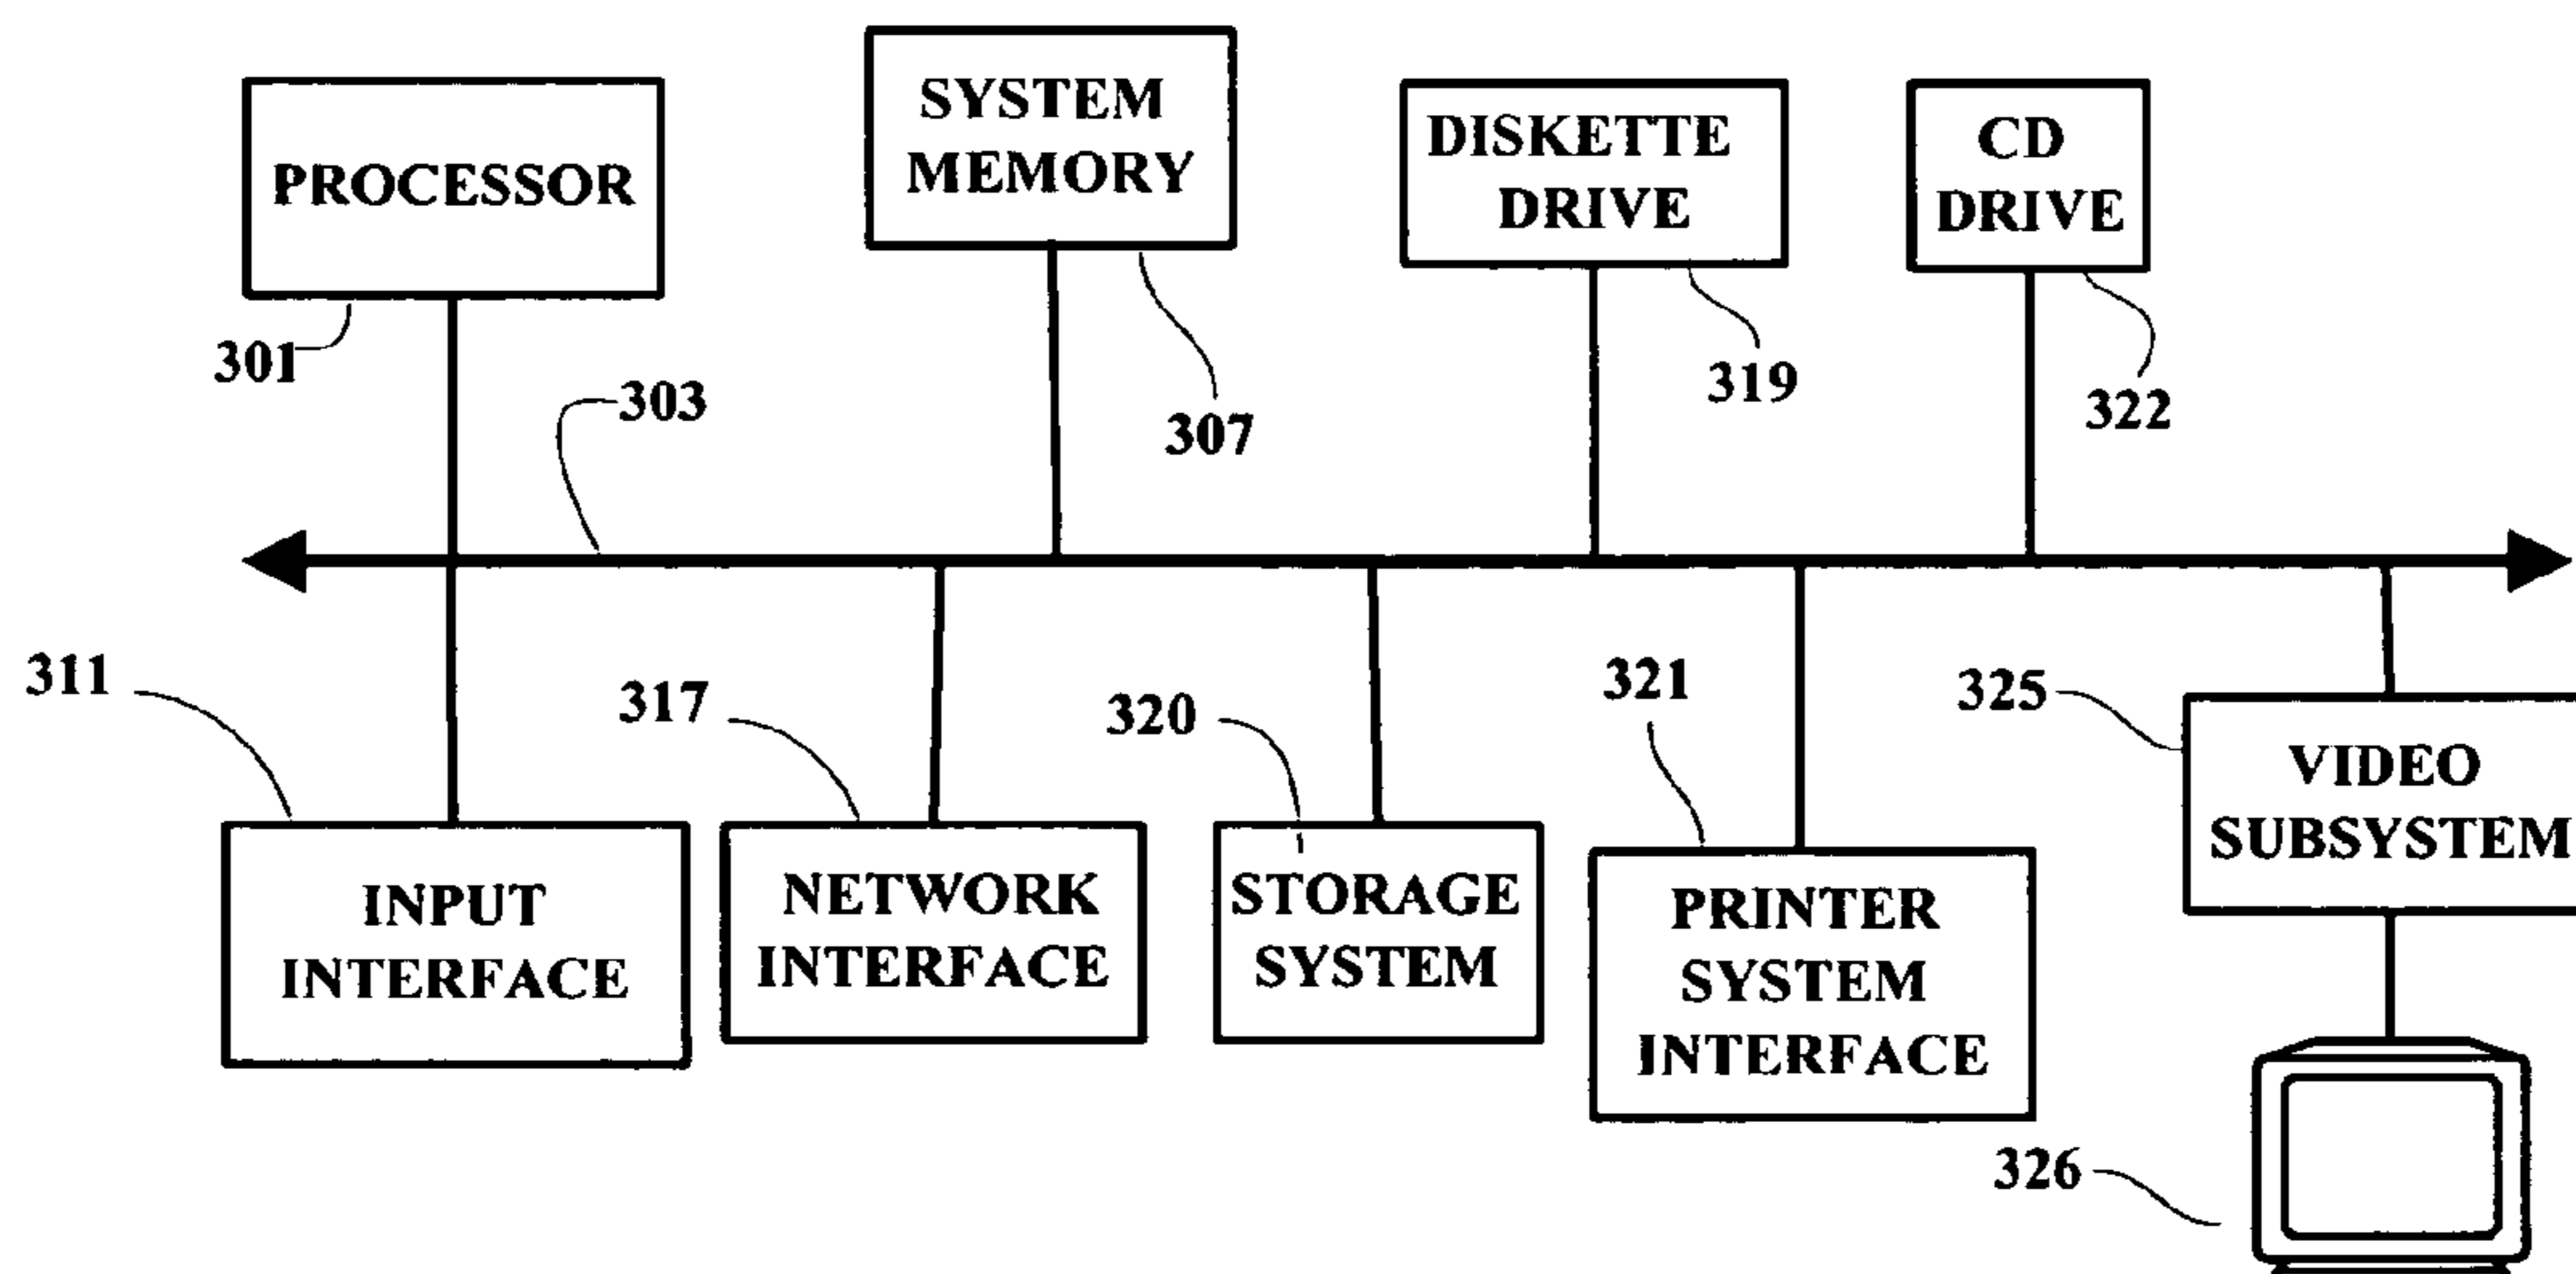 PROCESSOR
301
SYSTEM
MEMORY
307
DISKETTE
DRIVE
319
CD
DRIVE
322
303
311
INPUT
INTERFACE
317
NETWORK
INTERFACE
320
STORAGE
SYSTEM
321
PRINTER
SYSTEM
INTERFACE
325
VIDEO
SUBSYSTEM
326